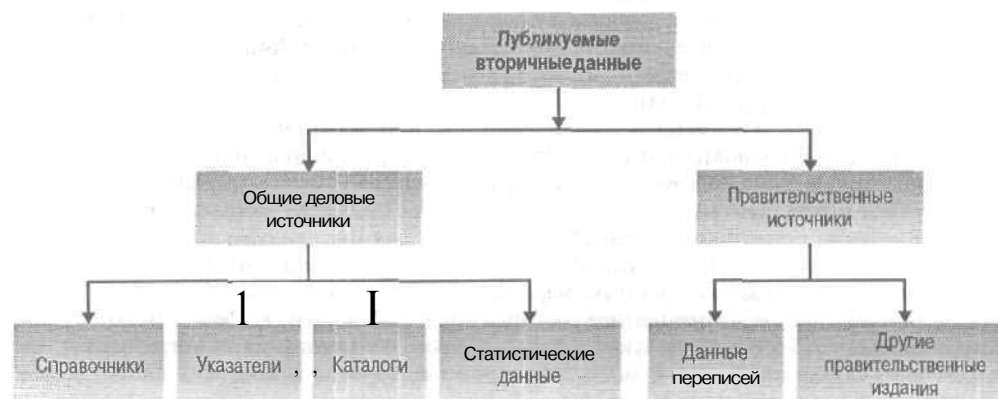 Публикуемые
вторичные данные
Общие деловые
источники
Правительственные
источники
1 I
Справочники
Указатели , ,
Каталоги
Статистические
данные
Данные
переписей
Другие
правительственные
издания